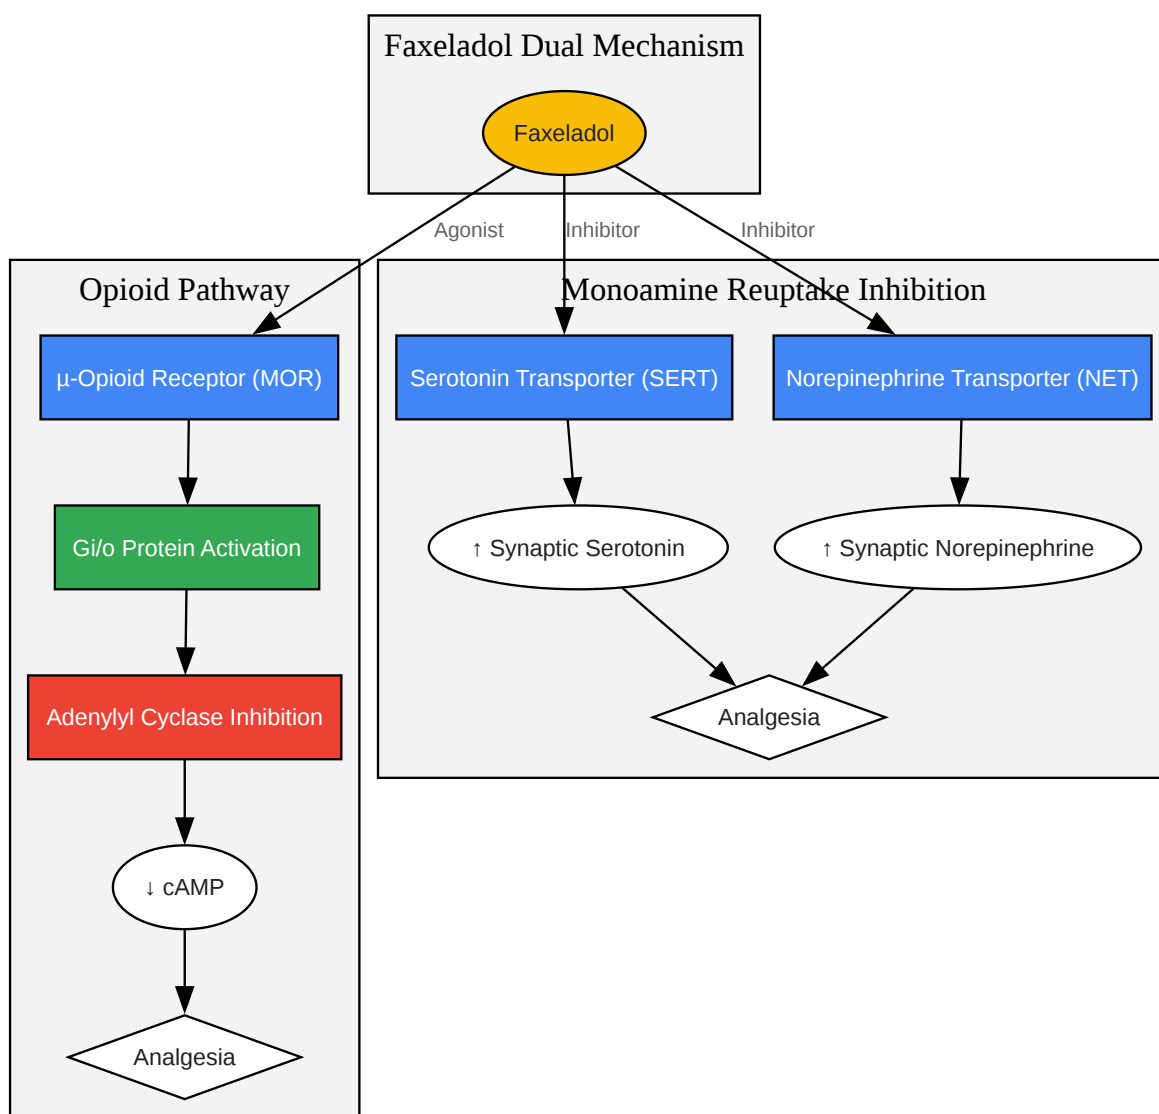 Faxeladol Dual Mechanism
Faxeladol
Agonist
Inhibitor
Inhibitor
Opioid Pathway
Monoamine Reuptake Inhibition
µ-Opioid Receptor (MOR)
Serotonin Transporter (SERT)
Norepinephrine Transporter (NET)
Gi/o Protein Activation
↑ Synaptic Serotonin
↑ Synaptic Norepinephrine
Adenylyl Cyclase Inhibition
Analgesia
↓ cAMP
Analgesia